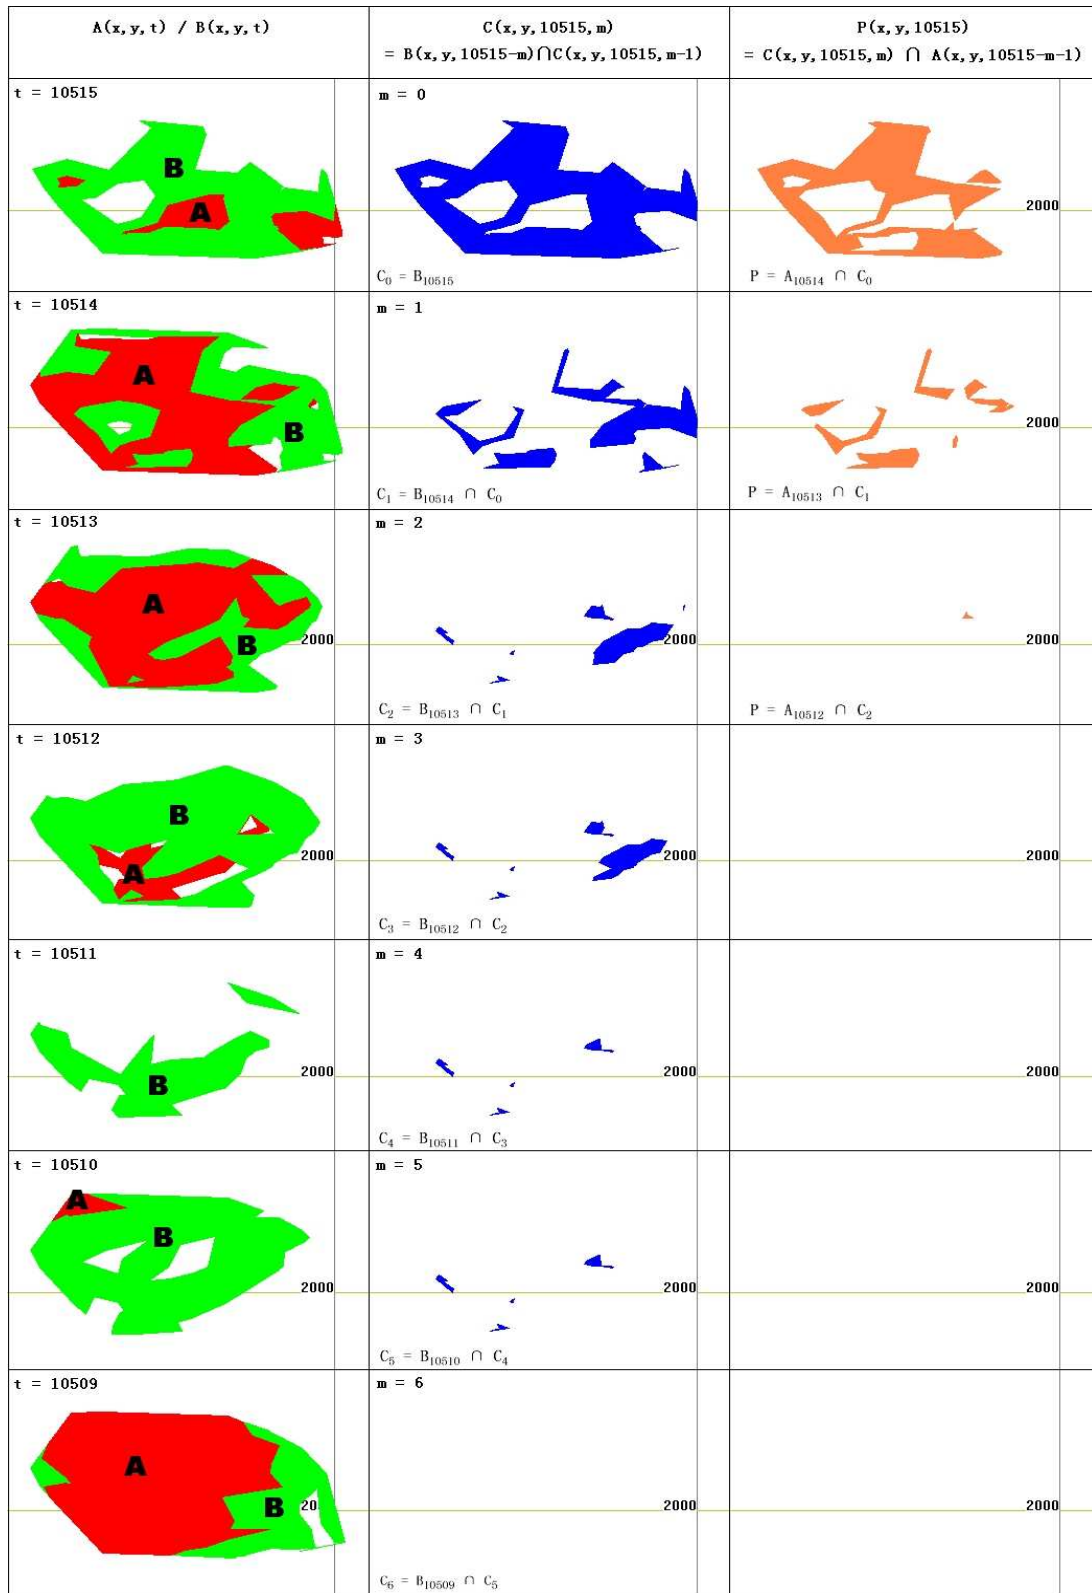 A(x,y,t) / B(x,y,t)
C(x,y,10515,m)
= B(x,y,10515-m)⋂C(x,y,10515,m-1)
P(x,y,10515)
= C(x,y,10515,m) ⋂ A(x,y,10515-m-1)
t = 10515
B
A
m = 0
C₀ = B₁₀₅₁₅
2000
P = A₁₀₅₁₄ ⋂ C₀
t = 10514
A
B
m = 1
C₁ = B₁₀₅₁₄ ⋂ C₀
2000
P = A₁₀₅₁₃ ⋂ C₁
t = 10513
A
B
2000
m = 2
2000
C₂ = B₁₀₅₁₃ ⋂ C₁
2000
P = A₁₀₅₁₂ ⋂ C₂
t = 10512
B
A
2000
m = 3
2000
C₃ = B₁₀₅₁₂ ⋂ C₂
2000
t = 10511
B
2000
m = 4
2000
C₄ = B₁₀₅₁₁ ⋂ C₃
2000
t = 10510
A
B
2000
m = 5
2000
C₅ = B₁₀₅₁₀ ⋂ C₄
2000
t = 10509
A
B
20
m = 6
2000
C₆ = B₁₀₅₀₉ ⋂ C₅
2000